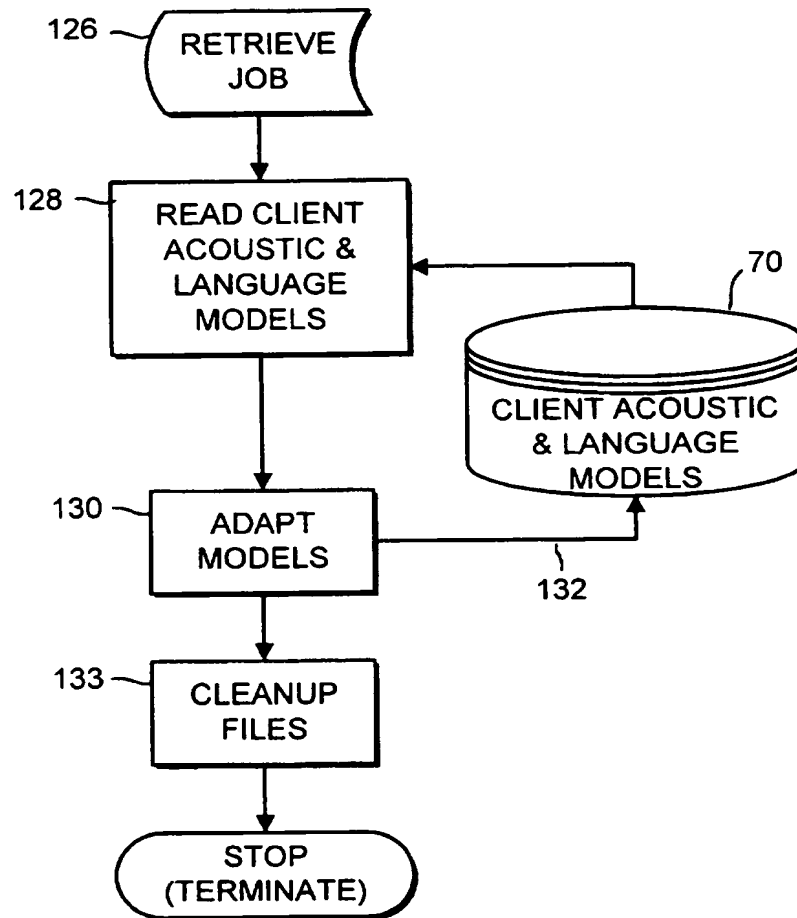 126
RETRIEVE
JOB
128
READ CLIENT
ACOUSTIC &
LANGUAGE
MODELS
70
CLIENT ACOUSTIC
& LANGUAGE
MODELS
130
ADAPT
MODELS
132
133
CLEANUP
FILES
STOP
(TERMINATE)